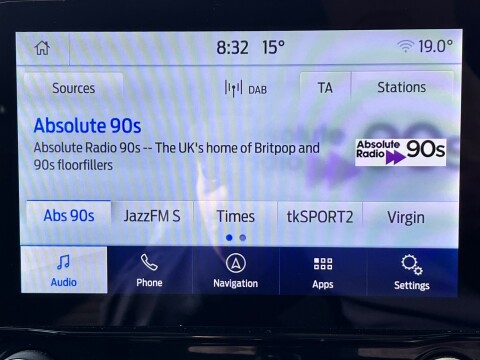 8:32 15°
19.0°
Sources
DAB
TA
Stations
Absolute 90s
Absolute Radio 90s -- The UK's home of Britpop and
90s floorfillers
Absolute
Radio 90s
Abs 90s
JazzFM S
Times
tkSPORT2
Virgin
Audio
Phone
Navigation
Apps
Settings